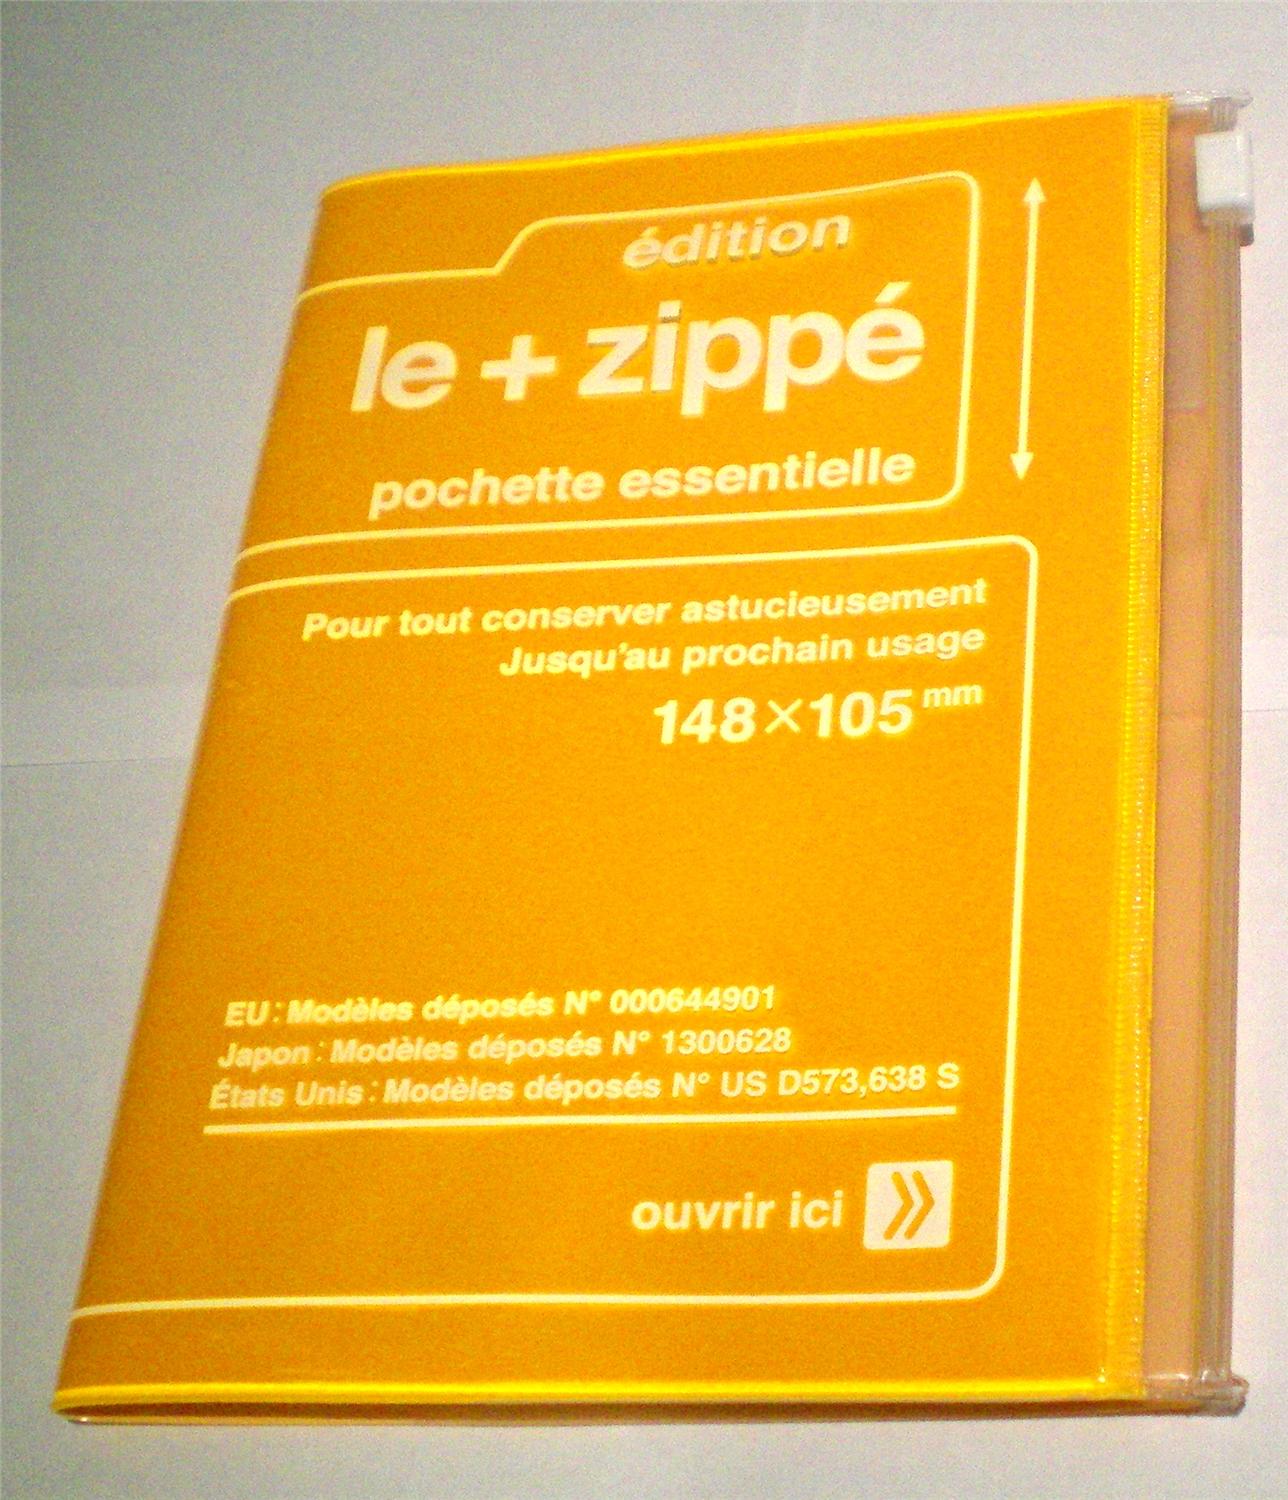 édition
le + zippé
pochette essentielle
Pour tout conserver astucieusement
Jusqu'au prochain usage
148×105 mm
EU : Modèles déposés N° 000644901
Japon : Modèles déposés N° 1300628
États Unis : Modèles déposés N° US D573,638 S
ouvrir ici